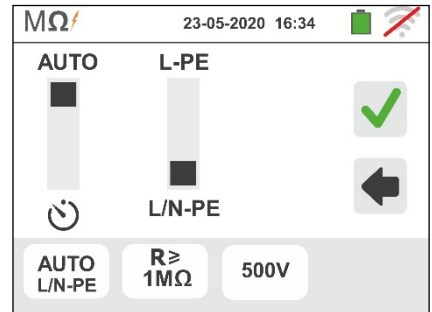 MΩ 23-05-2020 16:34
AUTO L-PE
L/N-PE
AUTO R≥ 500V
L/N-PE 1MΩ